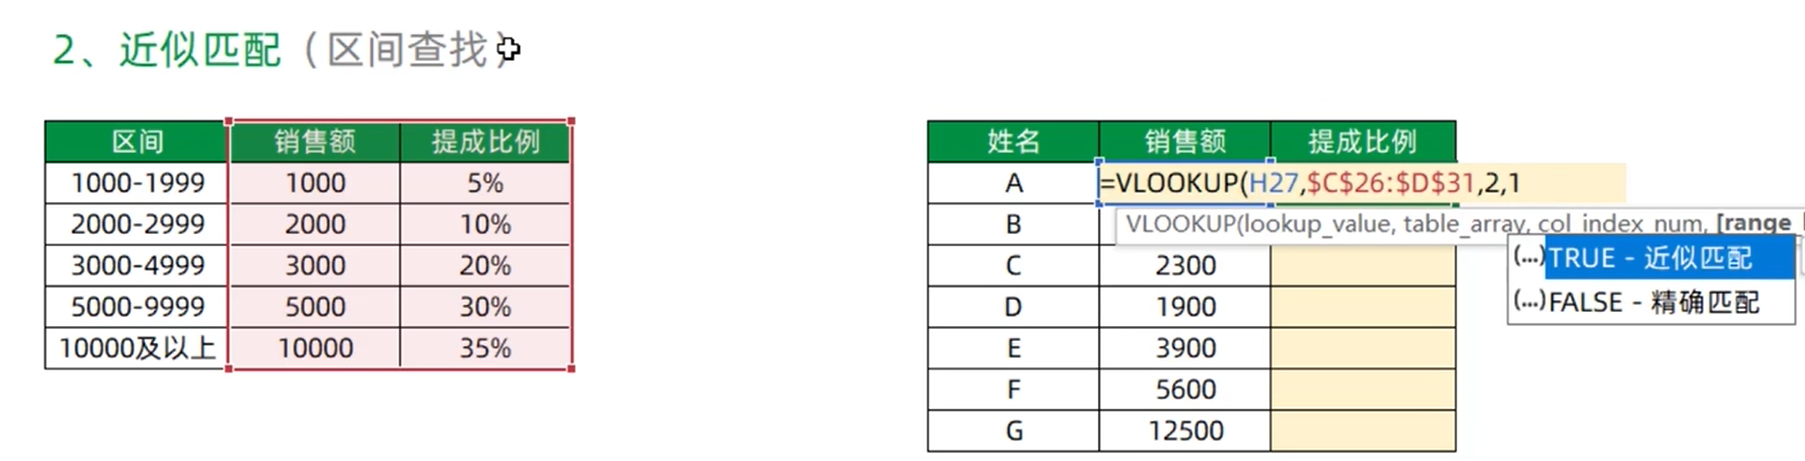 2、近似匹配（区间查找）
区间 销售额 提成比例
1000-1999 1000 5%
2000-2999 2000 10%
3000-4999 3000 20%
5000-9999 5000 30%
10000及以上 10000 35%
姓名 销售额 提成比例
A =VLOOKUP(H27,$C$26:$D$31,2,1
B VLOOKUP(lookup_value, table_array, col_index_num, [range_
C 2300
(...)TRUE - 近似匹配
D 1900
(...)FALSE - 精确匹配
E 3900
F 5600
G 12500